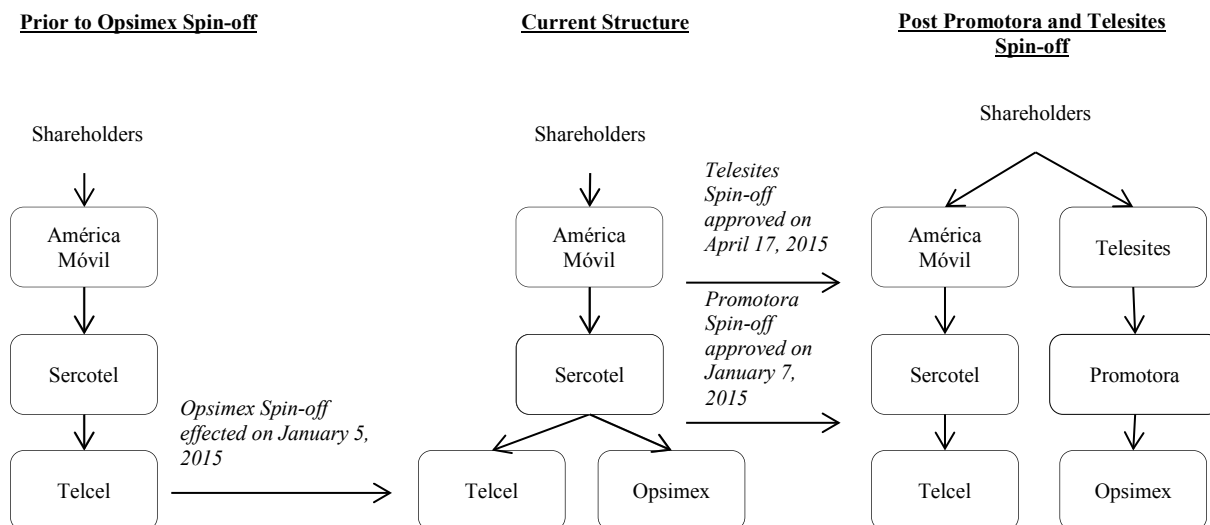 Prior to Opsimex Spin-off
Shareholders
América
Móvil
Sercotel
Telcel
Opsimex Spin-off
effected on January 5,
2015
Current Structure
Shareholders
América
Móvil
Sercotel
Telcel
Opsimex
Telesites
Spin-off
approved on
April 17, 2015
Promotora
Spin-off
approved on
January 7,
2015
Post Promotora and Telesites
Spin-off
Shareholders
América
Móvil
Telesites
Sercotel
Promotora
Telcel
Opsimex